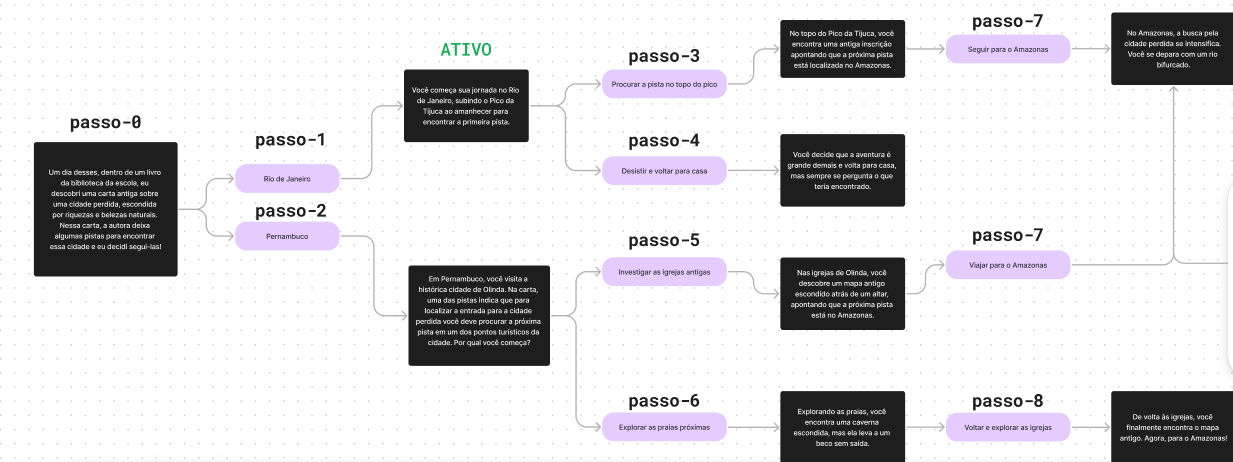 passo-0
Um dia desses, dentro de um livro
da biblioteca da escola, eu
descobri uma carta antiga sobre
uma cidade perdida, escondida
por riquezas e belezas naturais.
Nessa carta, a autora deixa
algumas pistas para encontrar
essa cidade e eu decidi segui-las!
passo-1
Rio de Janeiro
passo-2
Pernambuco
ATIVO
Você começa sua jornada no Rio
de Janeiro, subindo o Pico da
Tijuca ao amanhecer para
encontrar a primeira pista.
Em Pernambuco, você visita a
histórica cidade de Olinda. Na carta,
uma das pistas indica que para
localizar a entrada para a cidade
perdida você deve procurar a próxima
pista em um dos pontos turísticos da
cidade. Por qual você começa?
passo-3
Procurar a pista no topo do pico
passo-4
Desistir e voltar para casa
passo-5
Investigar as igrejas antigas
passo-6
Explorar as praias próximas
No topo do Pico da Tijuca, você
encontra uma antiga inscrição
apontando que a próxima pista
está localizada no Amazonas.
Você decide que a aventura é
grande demais e volta para casa,
mas sempre se pergunta o que
teria encontrado.
Nas igrejas de Olinda, você
descobre um mapa antigo
escondido atrás de um altar,
apontando que a próxima pista
está no Amazonas.
Explorando as praias, você
encontra uma caverna
escondida, mas ela leva a um
beco sem saída.
passo-7
Seguir para o Amazonas
passo-7
Viajar para o Amazonas
passo-8
Voltar e explorar as igrejas
No Amazonas, a busca pela
cidade perdida se intensifica.
Você se depara com um rio
bifurcado.
De volta às igrejas, você
finalmente encontra o mapa
antigo. Agora, para o Amazonas!